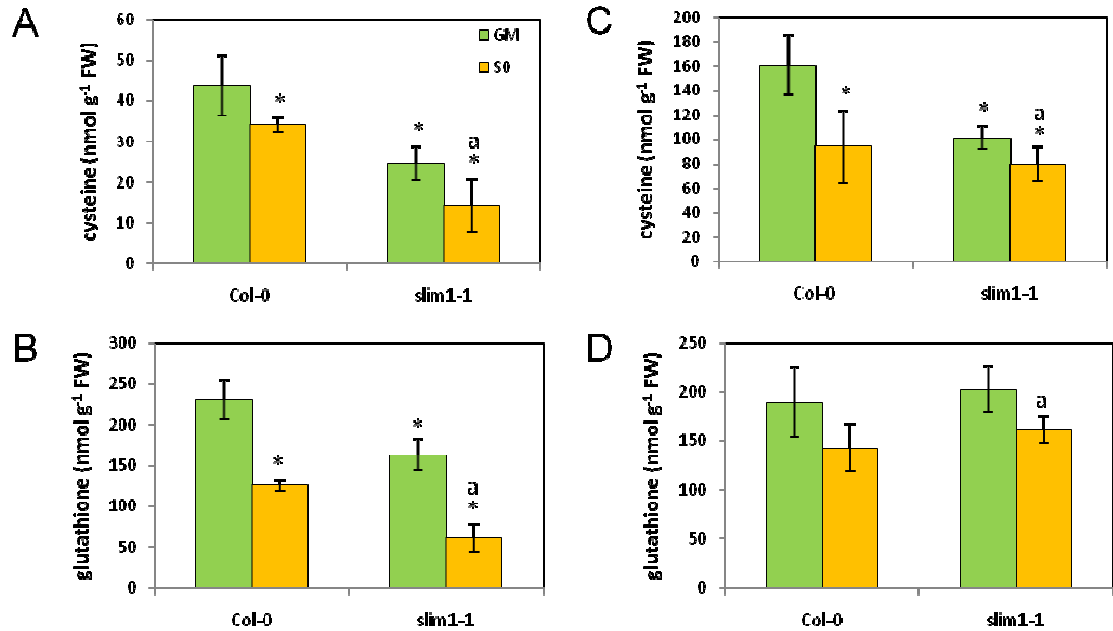 A
cysteine (nmol g-1 FW)
60
50
40
30
20
10
0
GM
S0
*
*
a
*
Col-0
slim1-1
C
cysteine (nmol g-1 FW)
200
180
160
140
120
100
80
60
40
20
0
*
*
a
*
Col-0
slim1-1
B
glutathione (nmol g-1 FW)
300
250
200
150
100
50
0
*
*
a
*
Col-0
slim1-1
D
glutathione (nmol g-1 FW)
250
200
150
100
50
0
a
Col-0
slim1-1